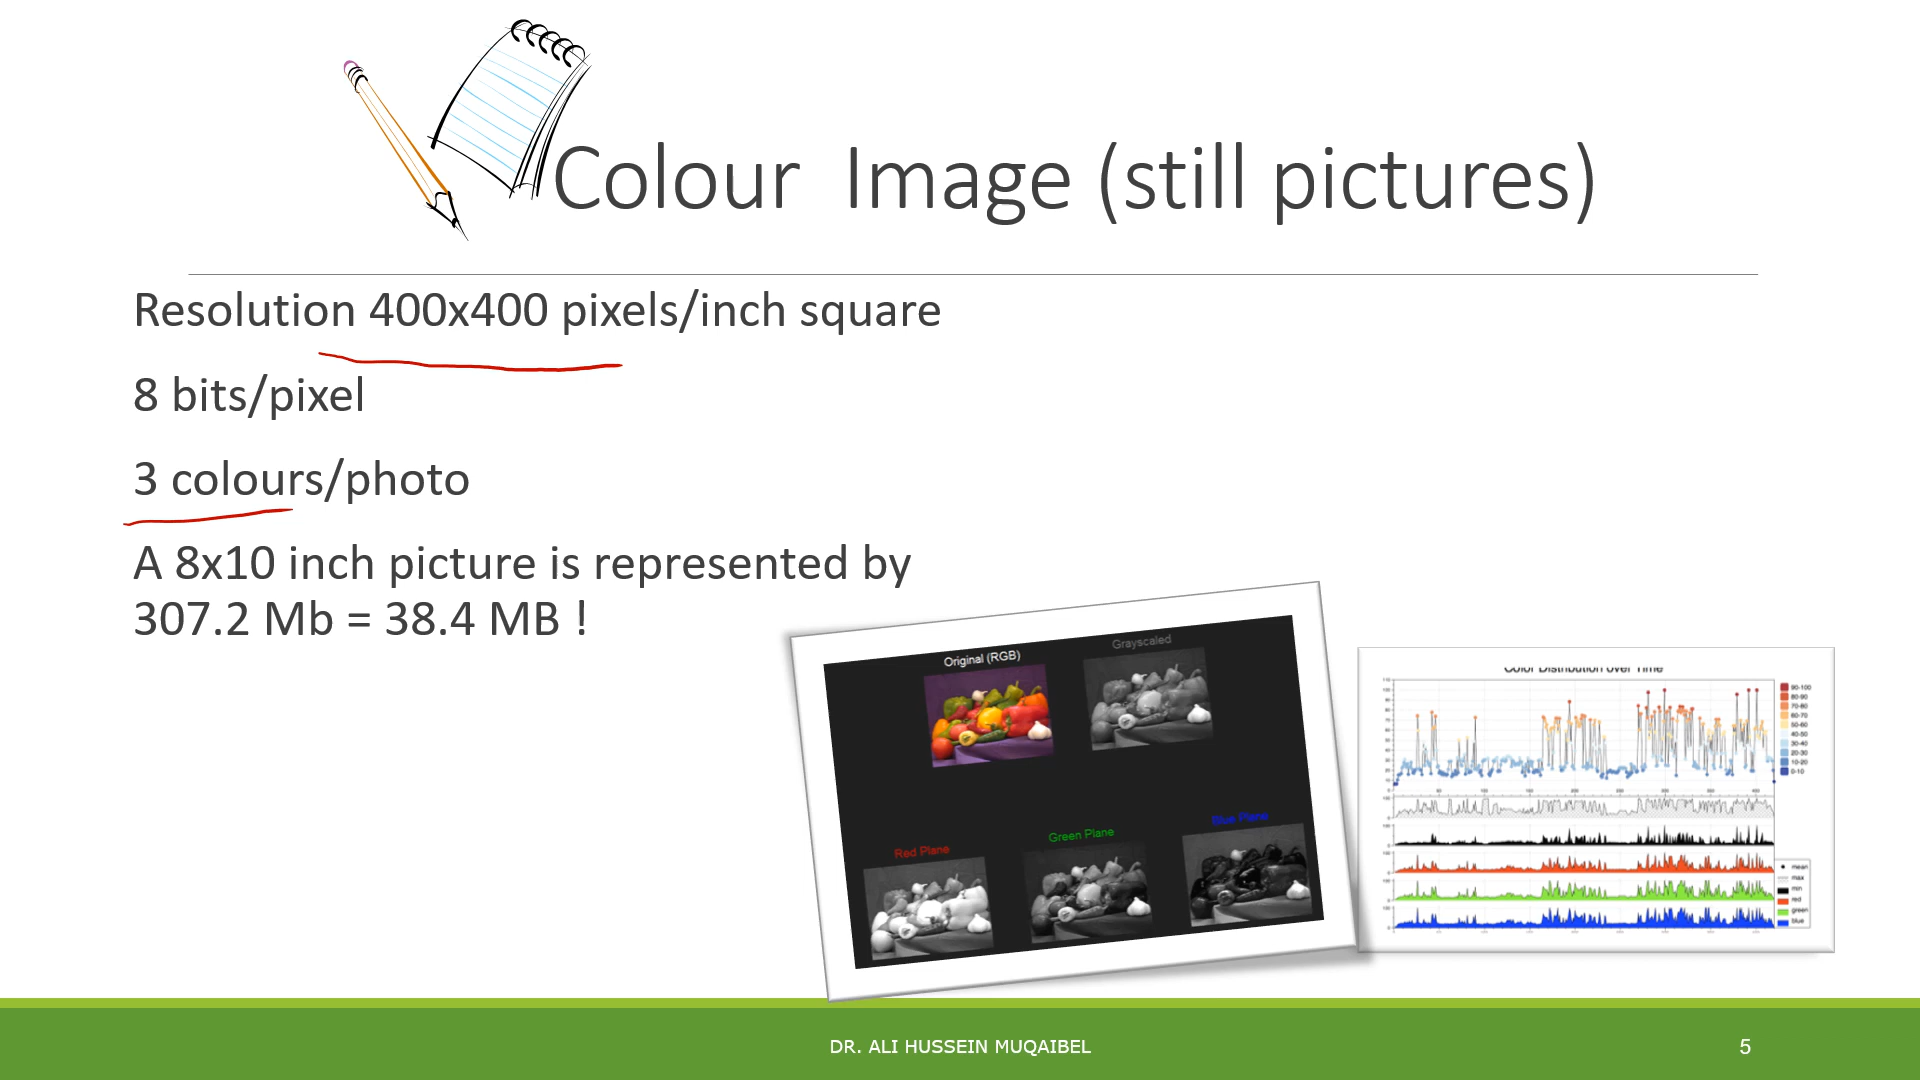 Colour Image (still pictures)
Resolution 400x400 pixels/inch square
8 bits/pixel
3 colours/photo
A 8x10 inch picture is represented by
307.2 Mb = 38.4 MB !
Original (RGB)
Grayscaled
Red Plane
Green Plane
Blue Plane
Color Distribution over Time
90-100
80-90
70-80
60-70
50-60
40-50
30-40
20-30
10-20
0-10
mean
max
min
red
green
blue
DR. ALI HUSSEIN MUQAIBEL
5